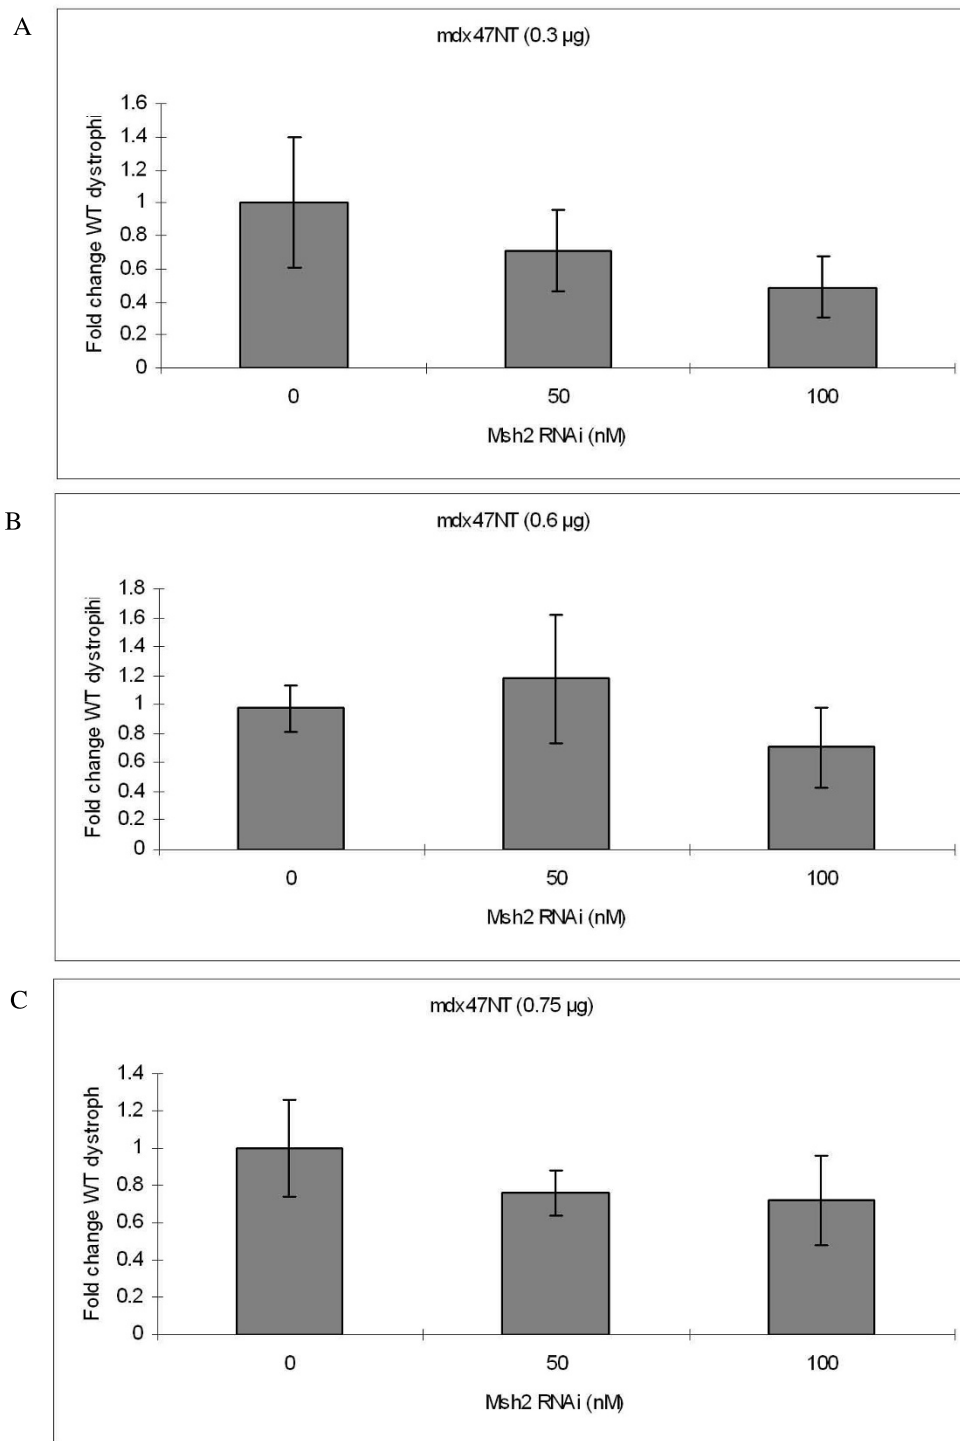 A
mdx47NT (0.3 µg)
Fold change WT dystrophi
1.6
1.4
1.2
1
0.8
0.6
0.4
0.2
0
0 50 100
Msh2 RNAi (nM)
B
mdx47NT (0.6 µg)
Fold change WT dystropihi
1.8
1.6
1.4
1.2
1
0.8
0.6
0.4
0.2
0
0 50 100
Msh2 RNAi (nM)
C
mdx47NT (0.75 µg)
Fold change WT dystroph
1.4
1.2
1
0.8
0.6
0.4
0.2
0
0 50 100
Msh2 RNAi (nM)